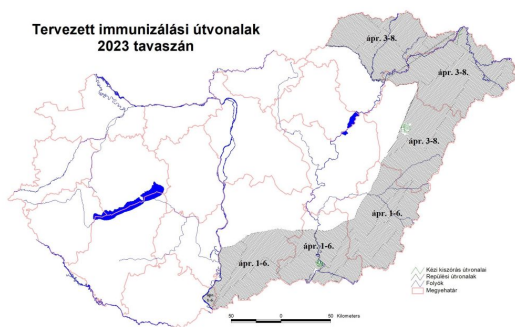 Tervezett immunizálási útvonalak
2023 tavaszán
ápr. 3-8.
ápr. 3-8.
ápr. 3-8.
ápr. 1-6.
ápr. 1-6.
ápr. 1-6.
Kézi kiszórás útvonalai
Repülési útvonalak
Folyók
Megyehatár
50 0 50 Kilometers